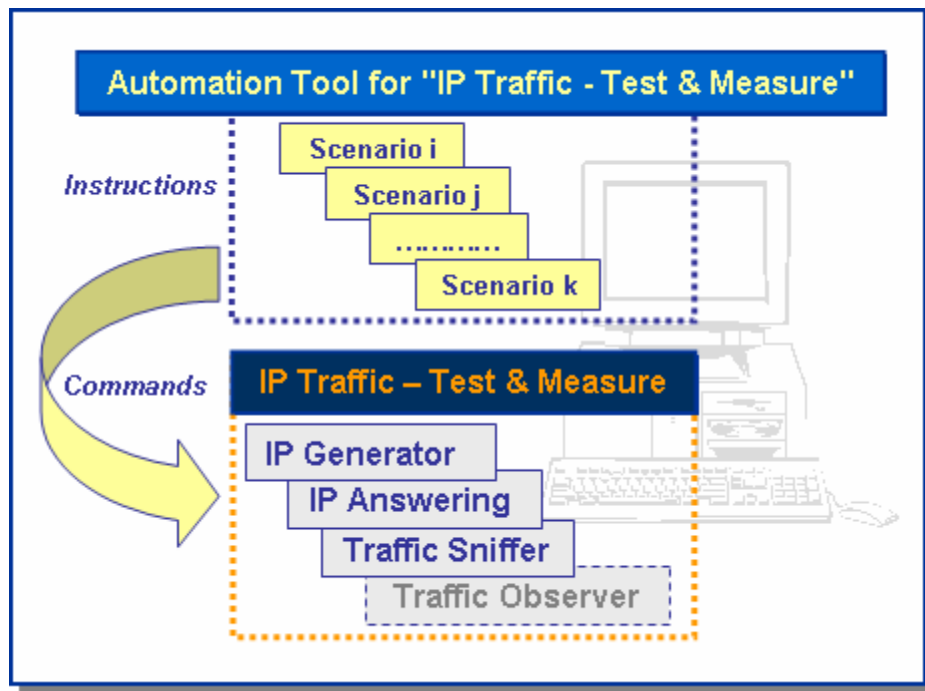 Automation Tool for "IP Traffic - Test & Measure"
Scenario i
Instructions
Scenario j
............
Scenario k
Commands
IP Traffic – Test & Measure
IP Generator
IP Answering
Traffic Sniffer
Traffic Observer